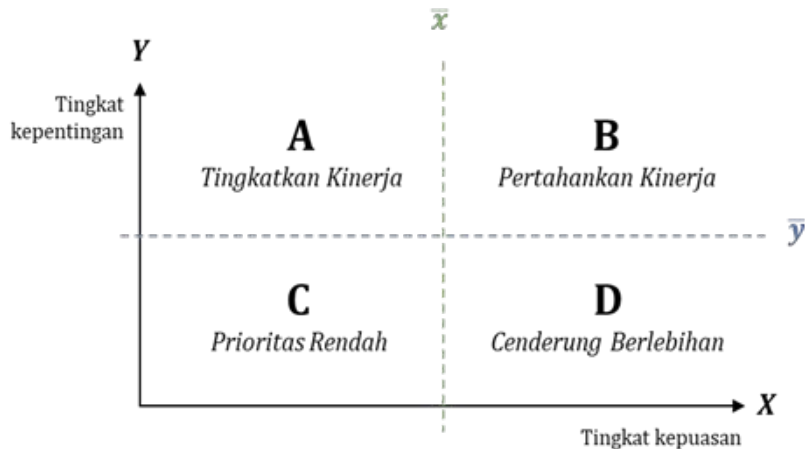 x̅
Y
Tingkat
kepentingan
A
Tingkatkan Kinerja
B
Pertahankan Kinerja
y̅
C
Prioritas Rendah
D
Cenderung Berlebihan
X
Tingkat kepuasan